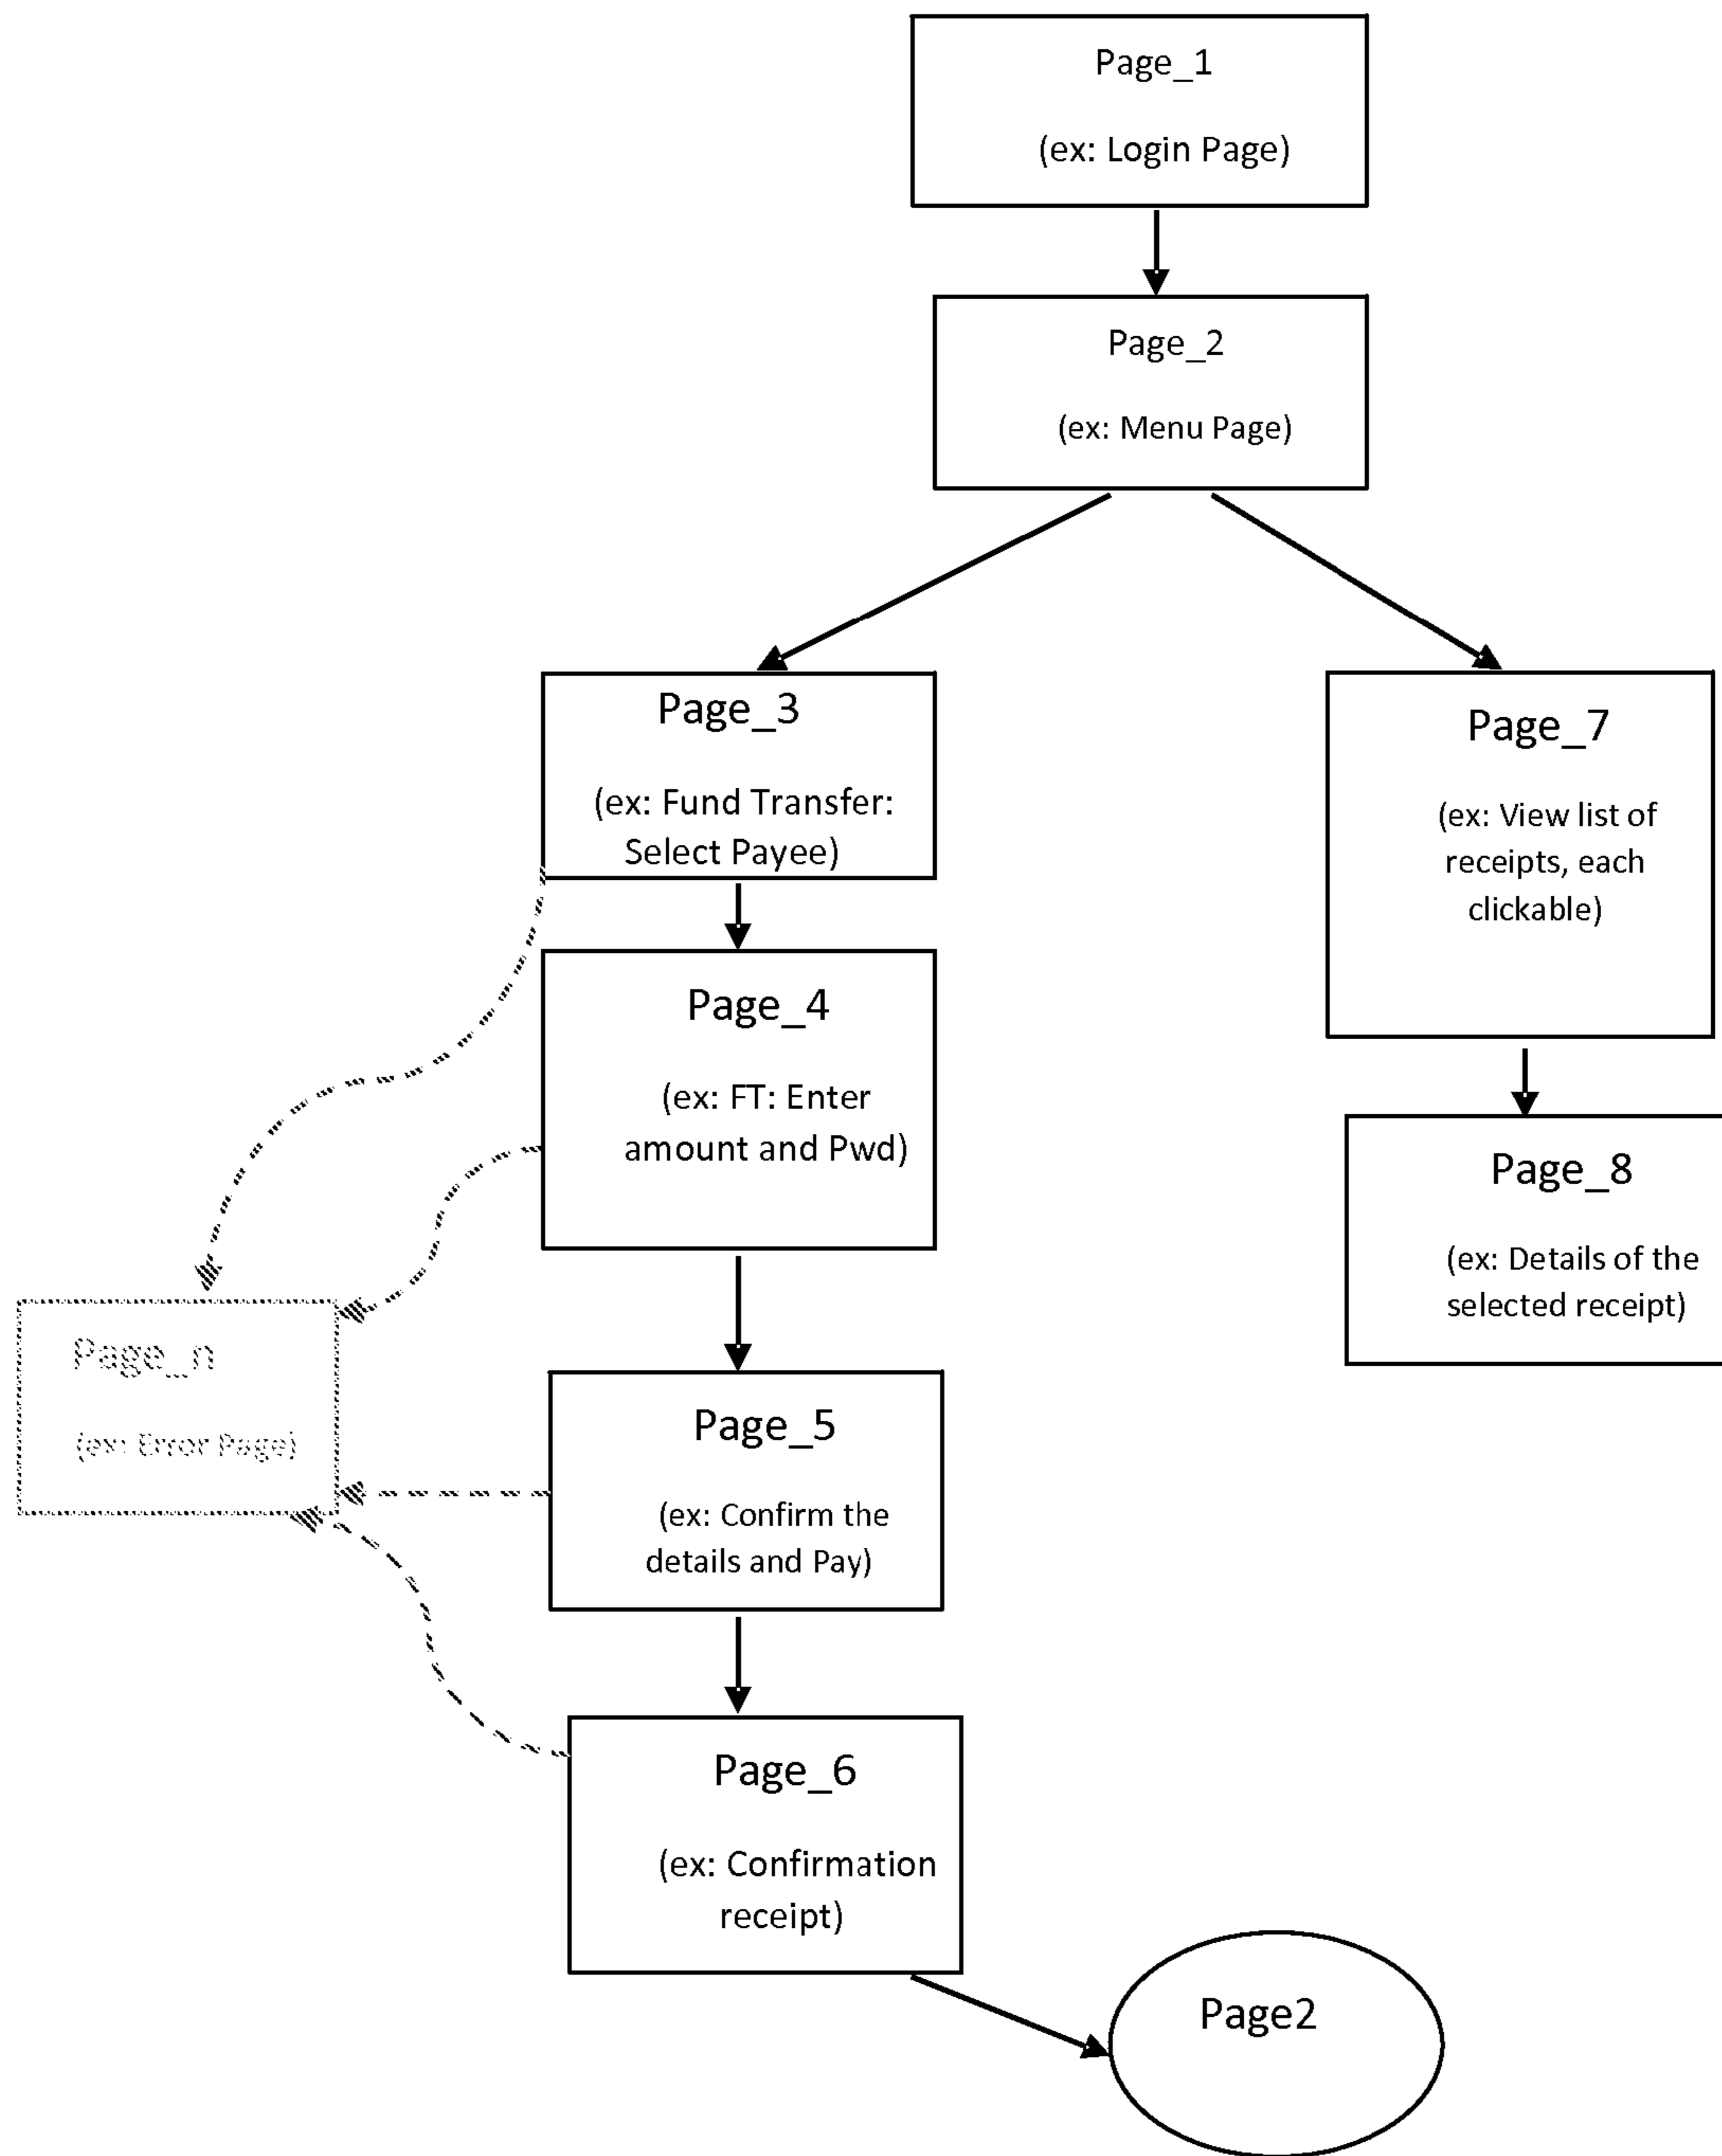 Page_1
(ex: Login Page)
Page_2
(ex: Menu Page)
Page_3
(ex: Fund Transfer:
Select Payee)
Page_7
(ex: View list of
receipts, each
clickable)
Page_4
(ex: FT: Enter
amount and Pwd)
Page_8
(ex: Details of the
selected receipt)
Page_n
(ex: Error Page)
Page_5
(ex: Confirm the
details and Pay)
Page_6
(ex: Confirmation
receipt)
Page2